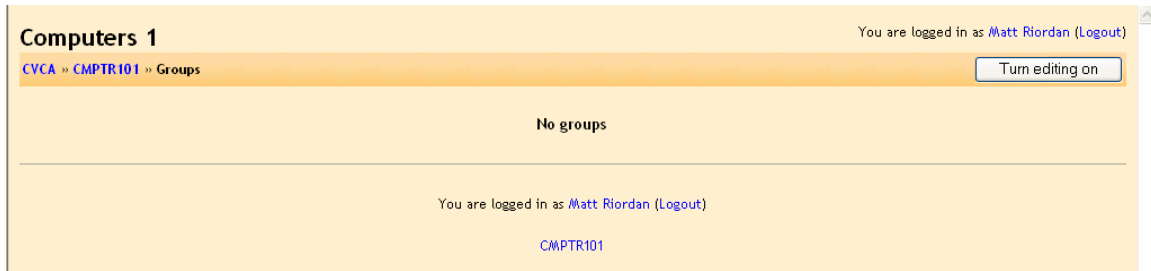 Computers 1
You are logged in as Matt Riordan (Logout)
CVCA » CMPTR101 » Groups
Turn editing on
No groups
You are logged in as Matt Riordan (Logout)
CMPTR101